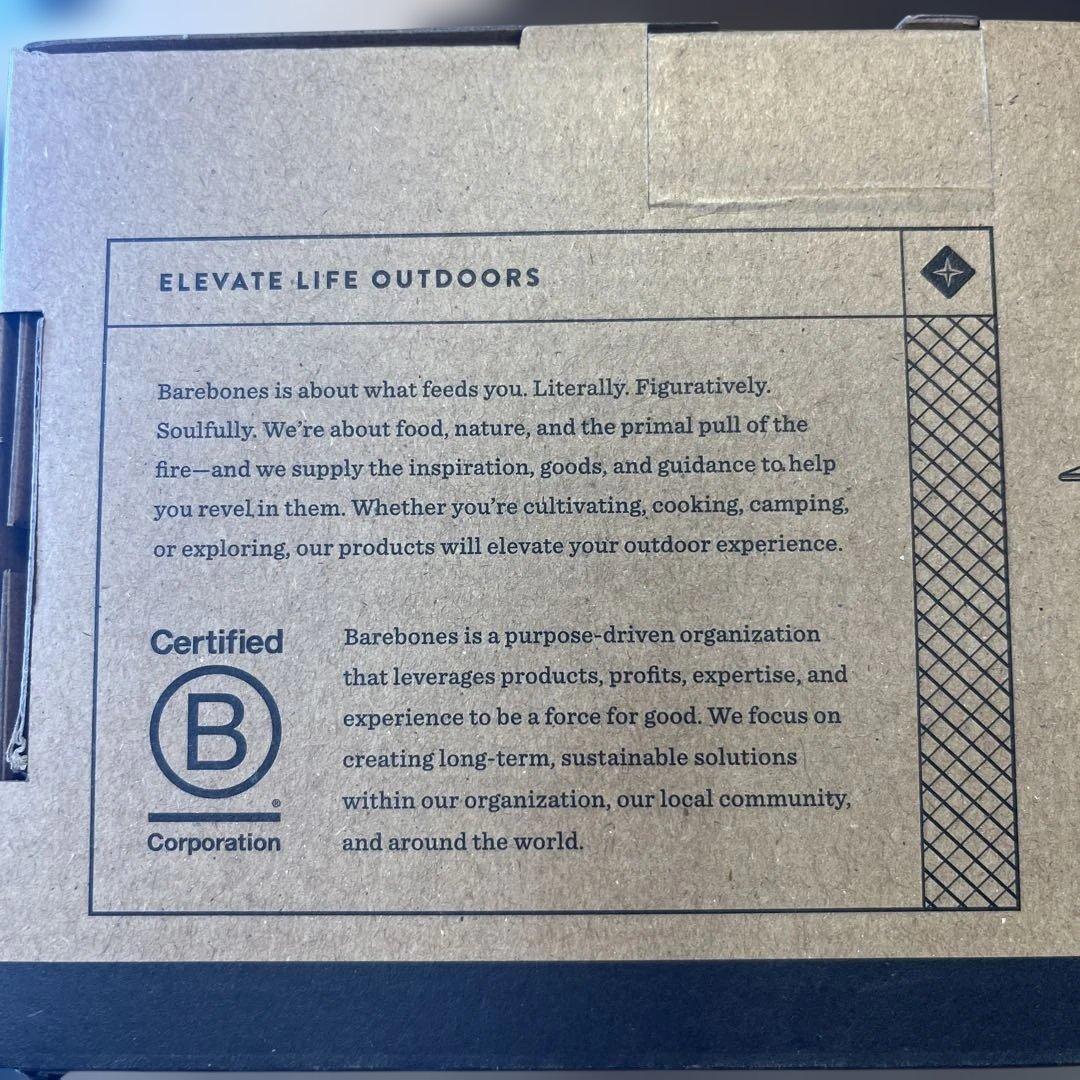 ELEVATE LIFE OUTDOORS
Barebones is about what feeds you. Literally. Figuratively.
Soulfully. We’re about food, nature, and the primal pull of the
fire—and we supply the inspiration, goods, and guidance to help
you revel in them. Whether you’re cultivating, cooking, camping,
or exploring, our products will elevate your outdoor experience.
Certified
B
®
Corporation
Barebones is a purpose-driven organization
that leverages products, profits, expertise, and
experience to be a force for good. We focus on
creating long-term, sustainable solutions
within our organization, our local community,
and around the world.